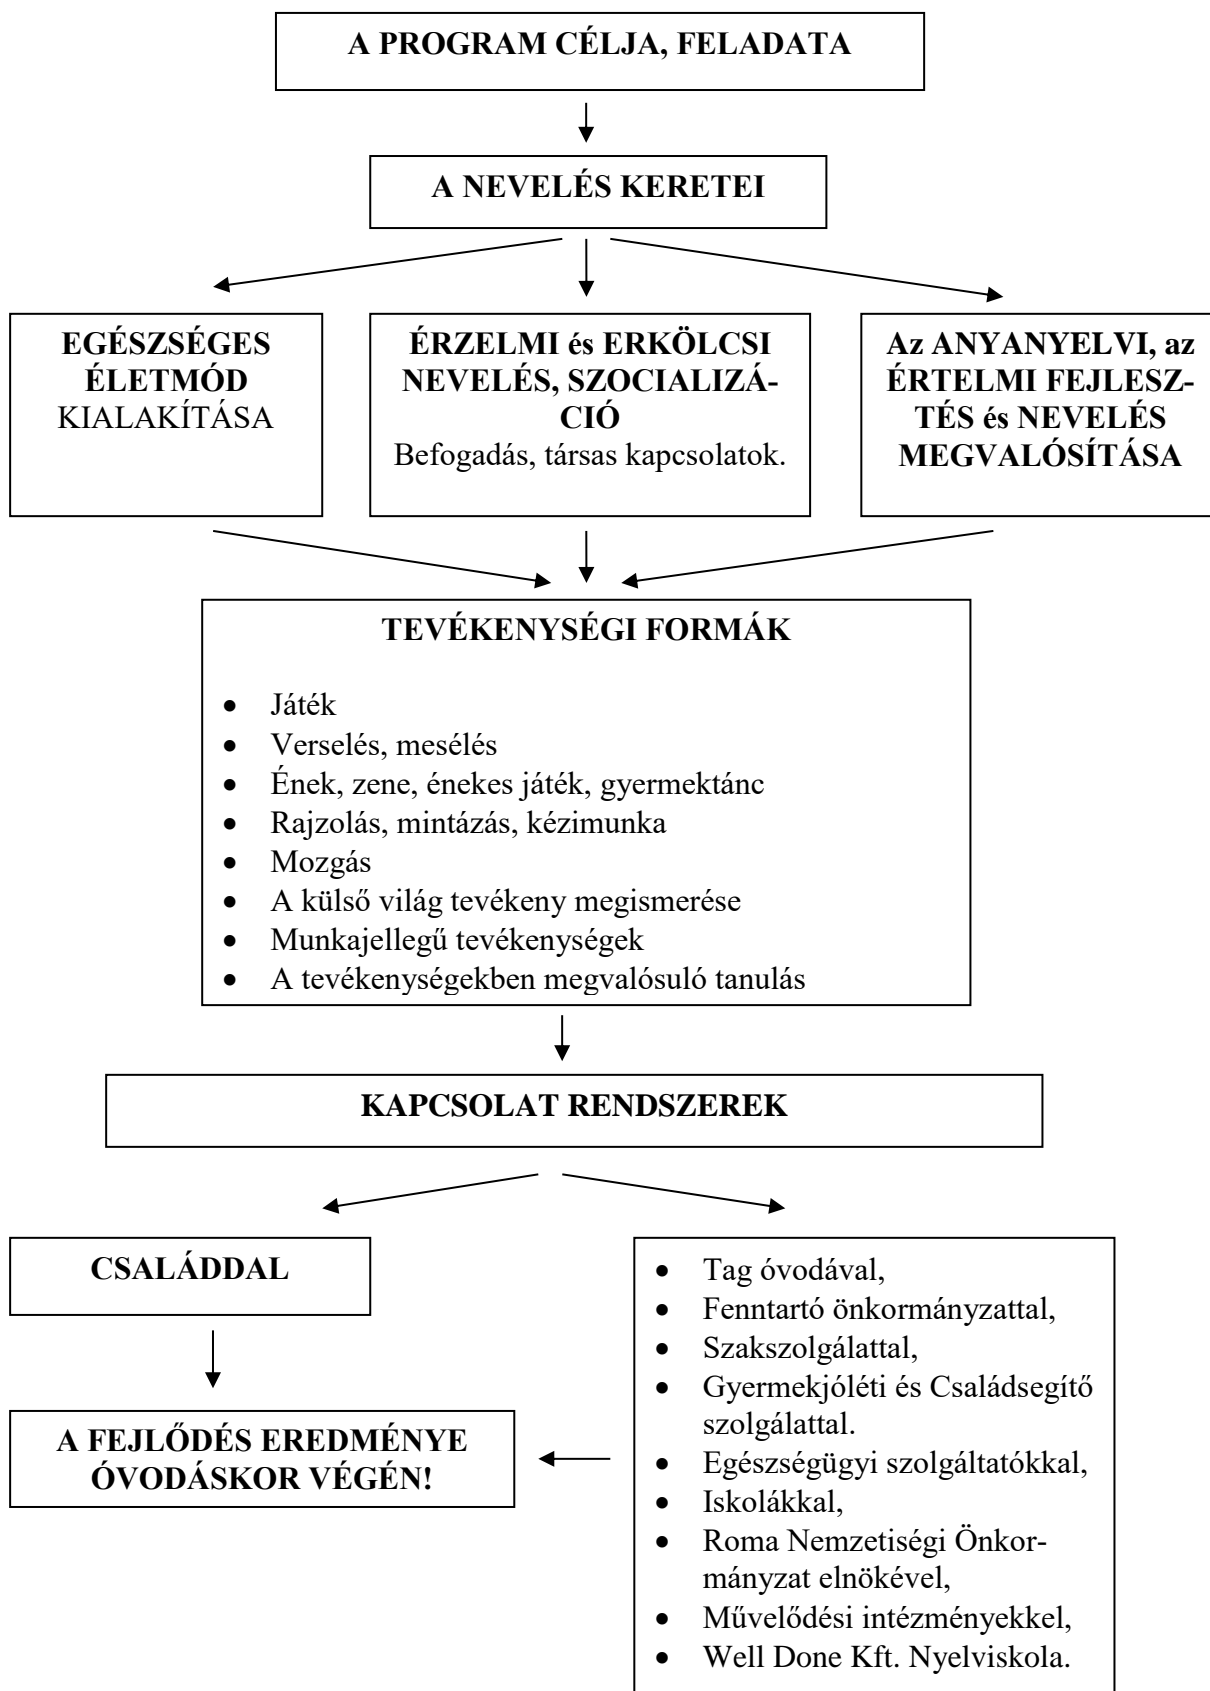 A PROGRAM CÉLJA, FELADATA
A NEVELÉS KERETEI
EGÉSZSÉGES
ÉLETMÓD
KIALAKÍTÁSA
ÉRZELMI és ERKÖLCSI
NEVELÉS, SZOCIALIZÁ-
CIÓ
Befogadás, társas kapcsolatok.
Az ANYANYELVI, az
ÉRTELMI FEJLESZ-
TÉS és NEVELÉS
MEGVALÓSÍTÁSA
TEVÉKENYSÉGI FORMÁK
• Játék
• Verselés, mesélés
• Ének, zene, énekes játék, gyermektánc
• Rajzolás, mintázás, kézimunka
• Mozgás
• A külső világ tevékeny megismerése
• Munkajellegű tevékenységek
• A tevékenységekben megvalósuló tanulás
KAPCSOLAT RENDSZEREK
CSALÁDDAL
A FEJLŐDÉS EREDMÉNYE
ÓVODÁSKOR VÉGÉN!
• Tag óvodával,
• Fenntartó önkormányzattal,
• Szakszolgálattal,
• Gyermekjóléti és Családsegítő
szolgálattal.
• Egészségügyi szolgáltatókkal,
• Iskolákkal,
• Roma Nemzetiségi Önkor-
mányzat elnökével,
• Művelődési intézményekkel,
• Well Done Kft. Nyelviskola.